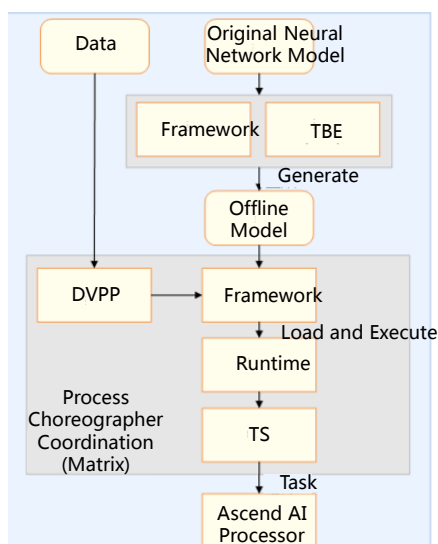 Data
Original Neural
Network Model
Framework
TBE
Generate
Offline
Model
DVPP
Framework
Load and Execute
Runtime
Process
Choreographer
Coordination
(Matrix)
TS
Task
Ascend AI
Processor